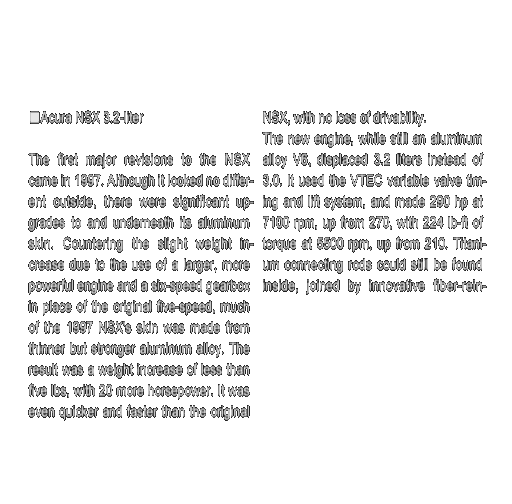 Acura NSX 3.2-liter
The first major revisions to the NSX
came in 1997. Although it looked no differ-
ent outside, there were significant up-
grades to and underneath its aluminum
skin. Countering the slight weight in-
crease due to the use of a larger, more
powerful engine and a six-speed gearbox
in place of the original five-speed, much
of the 1997 NSX's skin was made from
thinner but stronger aluminum alloy. The
result was a weight increase of less than
five lbs, with 20 more horsepower. It was
even quicker and faster than the original
NSX, with no loss of drivability.
The new engine, while still an aluminum
alloy V6, displaced 3.2 liters instead of
3.0. It used the VTEC variable valve tim-
ing and lift system, and made 290 hp at
7100 rpm, up from 270, with 224 lb-ft of
torque at 5500 rpm, up from 210. Titani-
um connecting rods could still be found
inside, joined by innovative fiber-rein-